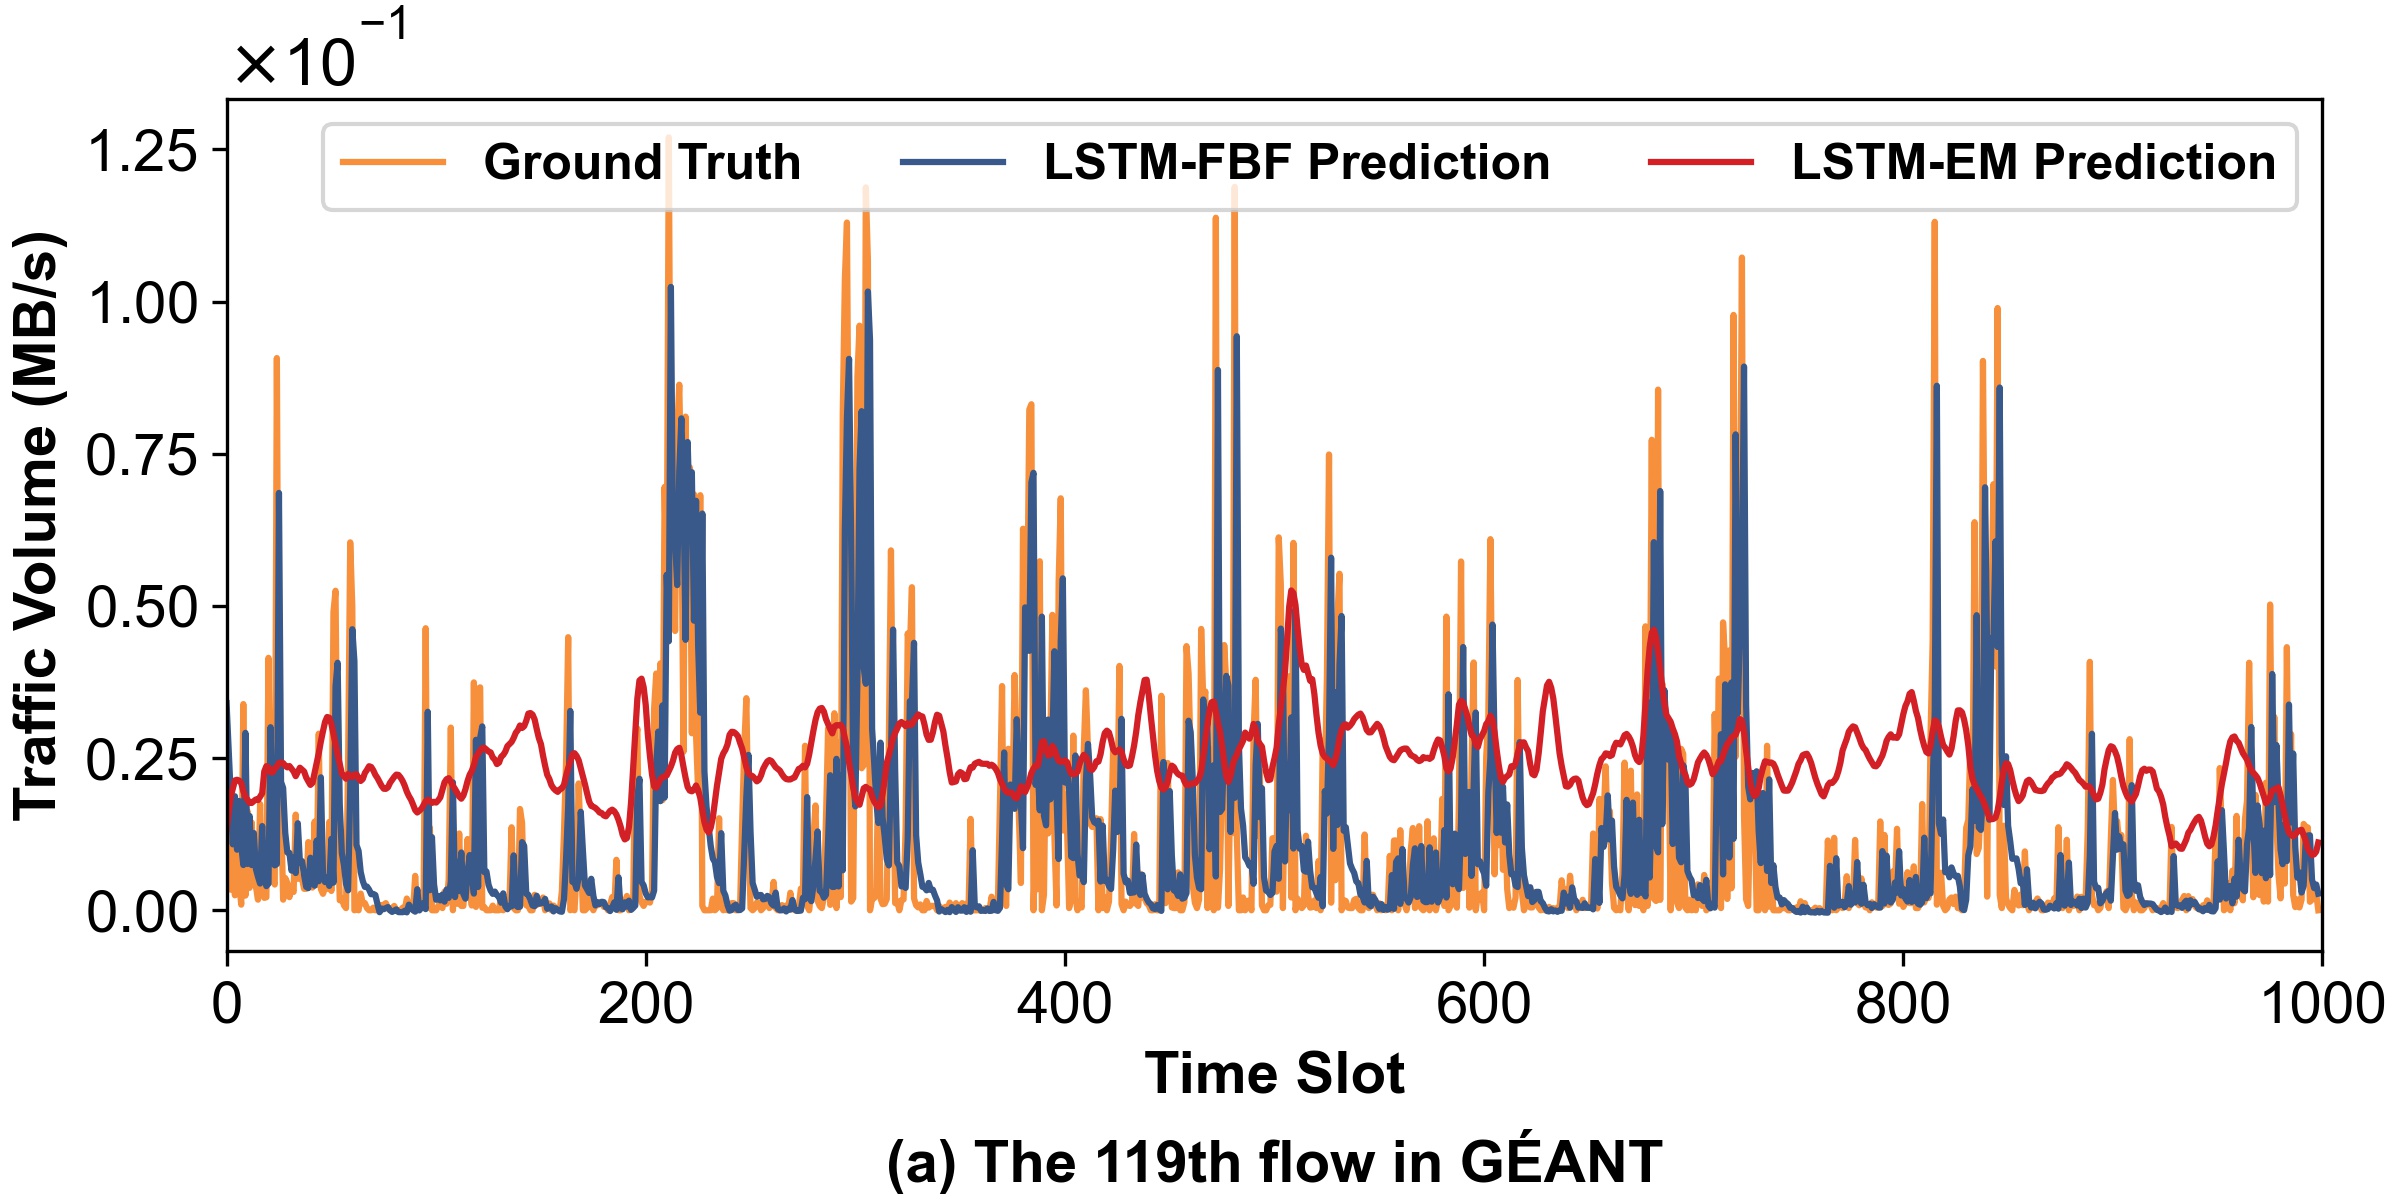 ×10⁻¹
1.25
1.00
0.75
0.50
0.25
0.00
Traffic Volume (MB/s)
Ground Truth
LSTM-FBF Prediction
LSTM-EM Prediction
0
200
400
600
800
1000
Time Slot
(a) The 119th flow in GÉANT